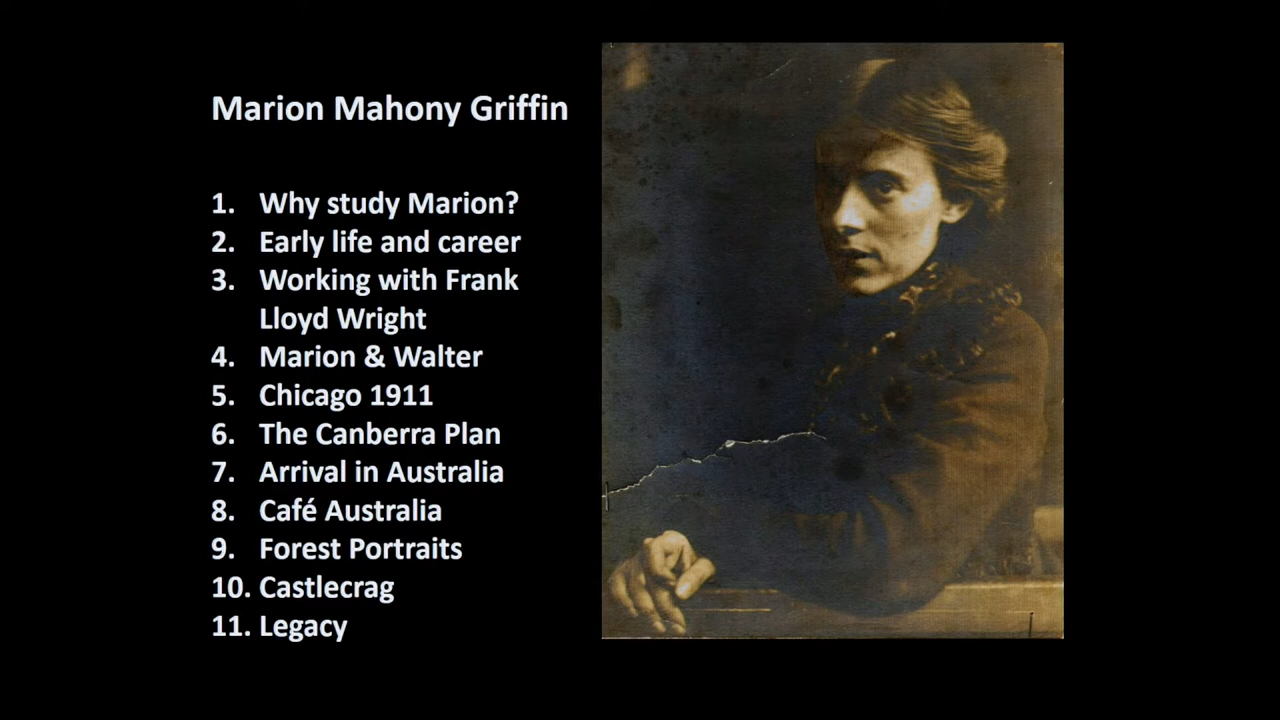 Marion Mahony Griffin
1. Why study Marion?
2. Early life and career
3. Working with Frank
Lloyd Wright
4. Marion & Walter
5. Chicago 1911
6. The Canberra Plan
7. Arrival in Australia
8. Café Australia
9. Forest Portraits
10. Castlecrag
11. Legacy